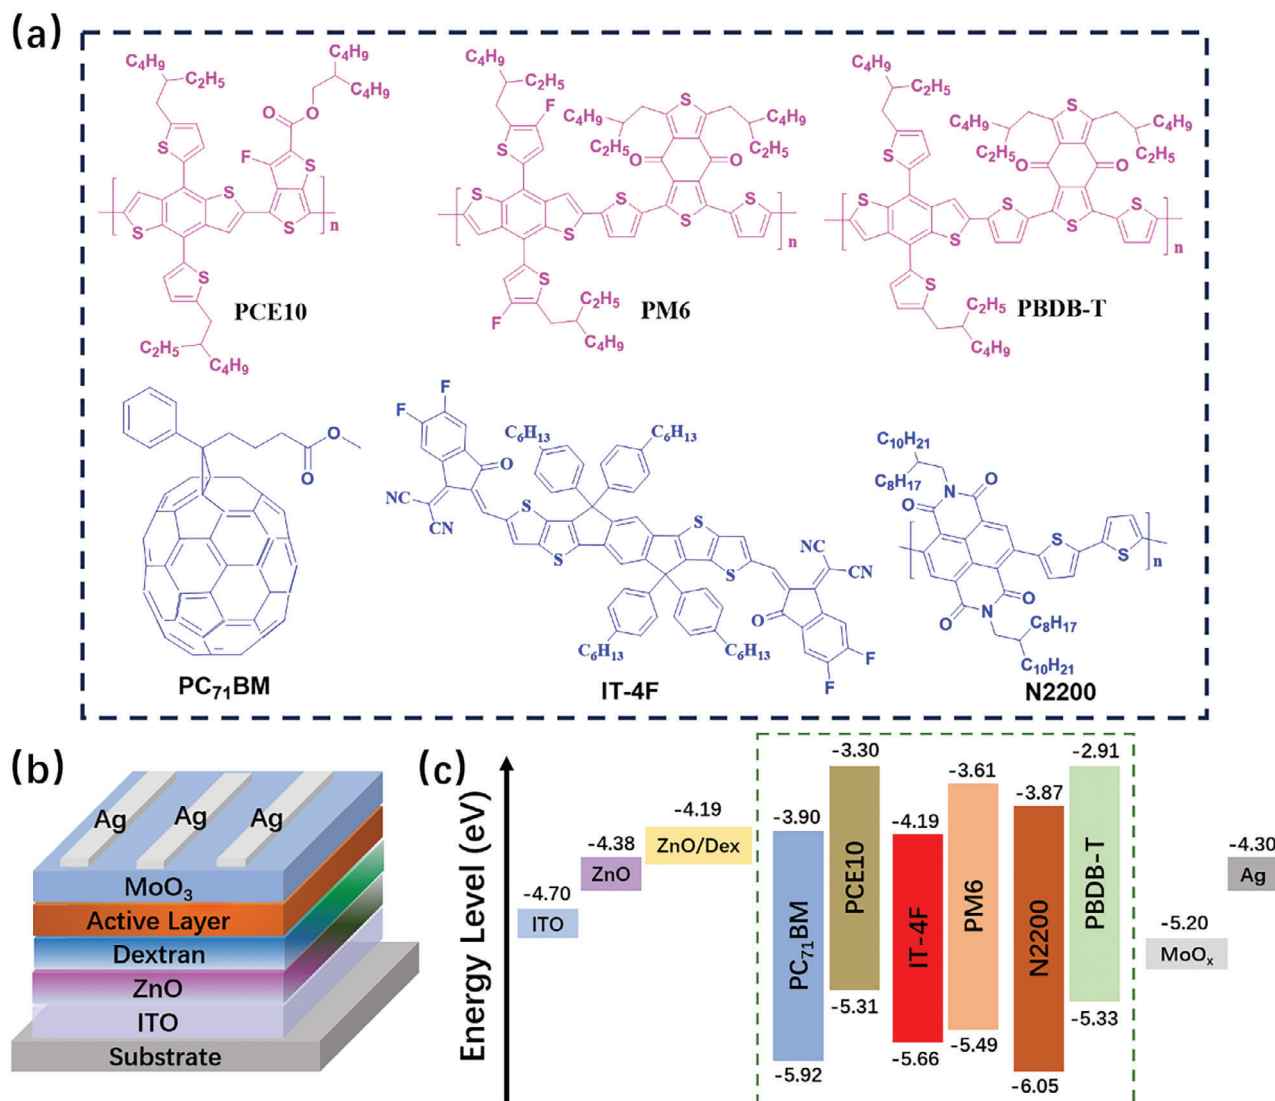 (a)
C₄H₉
C₂H₅
C₄H₉
C₄H₉
O
O
F
S
S
S
S
S
S
n
C₂H₅
C₄H₉
PCE10
C₄H₉
C₂H₅
F
S
S
C₄H₉
C₂H₅
C₄H₉
C₂H₅
O
O
S
S
S
S
S
n
S
F
C₂H₅
C₄H₉
PM6
C₄H₉
C₂H₅
S
S
C₄H₉
C₂H₅
C₄H₉
C₂H₅
O
O
S
S
S
S
S
n
S
C₂H₅
C₄H₉
PBDB-T
O
O
PC₇₁BM
F
F
O
NC
CN
C₆H₁₃
C₆H₁₃
S
S
S
S
C₆H₁₃
C₆H₁₃
NC
CN
O
F
F
IT-4F
C₁₀H₂₁
C₈H₁₇
N
O
O
S
S
n
O
O
N
C₈H₁₇
C₁₀H₂₁
N2200
(b)
Ag
Ag
Ag
MoO₃
Active Layer
Dextran
ZnO
ITO
Substrate
(c)
Energy Level (eV)
-4.70
ITO
-4.38
ZnO
-4.19
ZnO/Dex
-3.90
PC₇₁BM
-5.92
-3.30
PCE10
-5.31
-4.19
IT-4F
-5.66
-3.61
PM6
-5.49
-3.87
N2200
-6.05
-2.91
PBDB-T
-5.33
-5.20
MoOₓ
-4.30
Ag